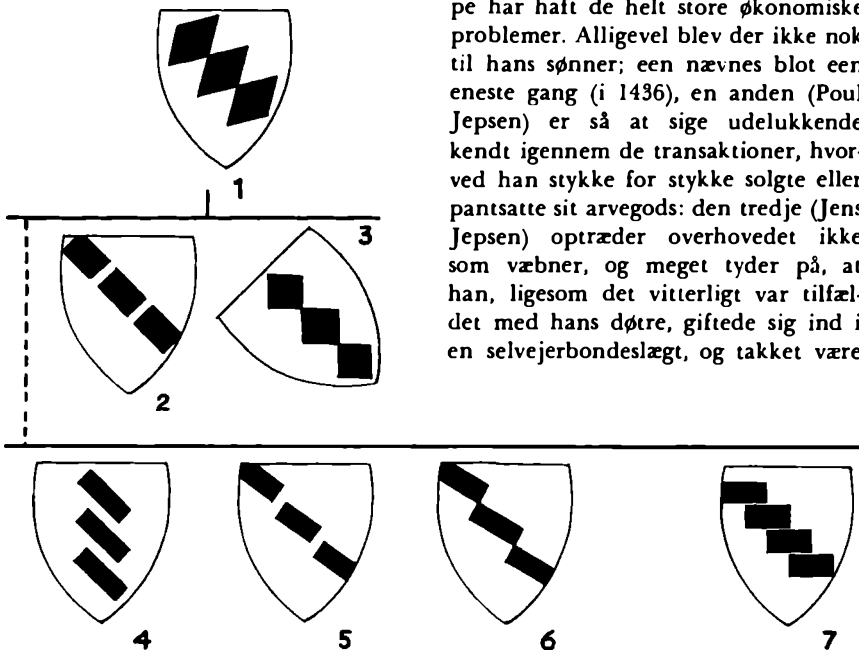 pe har haft de helt store økonomiske
problemer. Alligevel blev der ikke nok
til hans sønner; een nævnes blot een
eneste gang (i 1436), en anden (Poul
Jepsen) er så at sige udelukkende
kendt igennem de transaktioner, hvor-
ved han stykke for stykke solgte eller
pantsatte sit arvegods: den tredje (Jens
Jepsen) optræder overhovedet ikke
som væbner, og meget tyder på, at
han, ligesom det vitterligt var tilfæl-
det med hans døtre, giftede sig ind i
en selvejerbondeslægt, og takket være
1
3
2
4 5 6 7